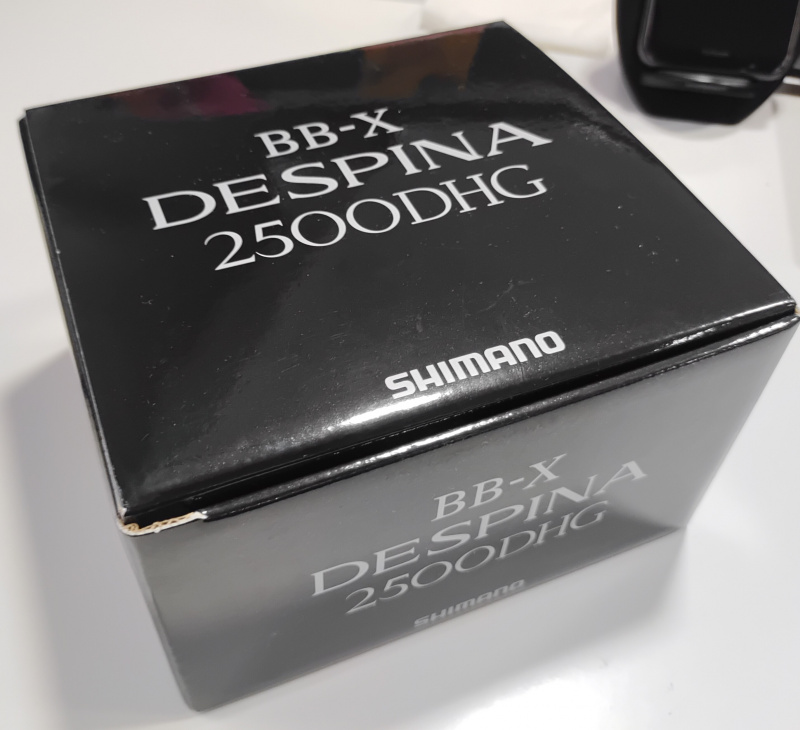 BB-X
DESPINA
2500DHG
SHIMANO
BB-X
DESPINA
2500DHG
SHIMANO